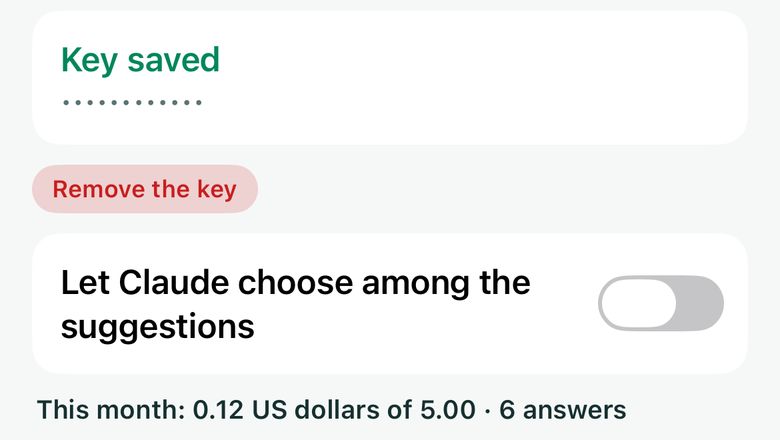 Key saved
••••••••••••
Remove the key
Let Claude choose among the
suggestions
This month: 0.12 US dollars of 5.00 · 6 answers